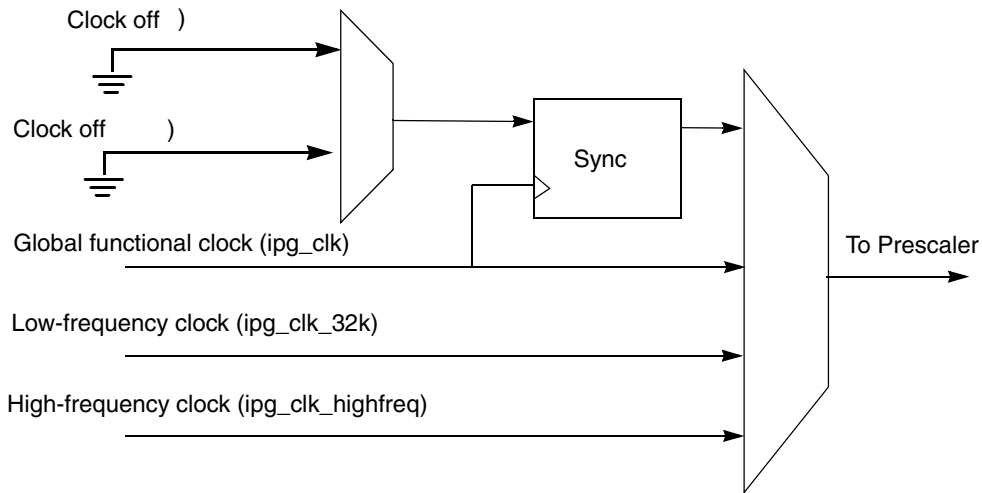 Clock off )
Clock off )
Sync
Global functional clock (ipg_clk)
To Prescaler
Low-frequency clock (ipg_clk_32k)
High-frequency clock (ipg_clk_highfreq)